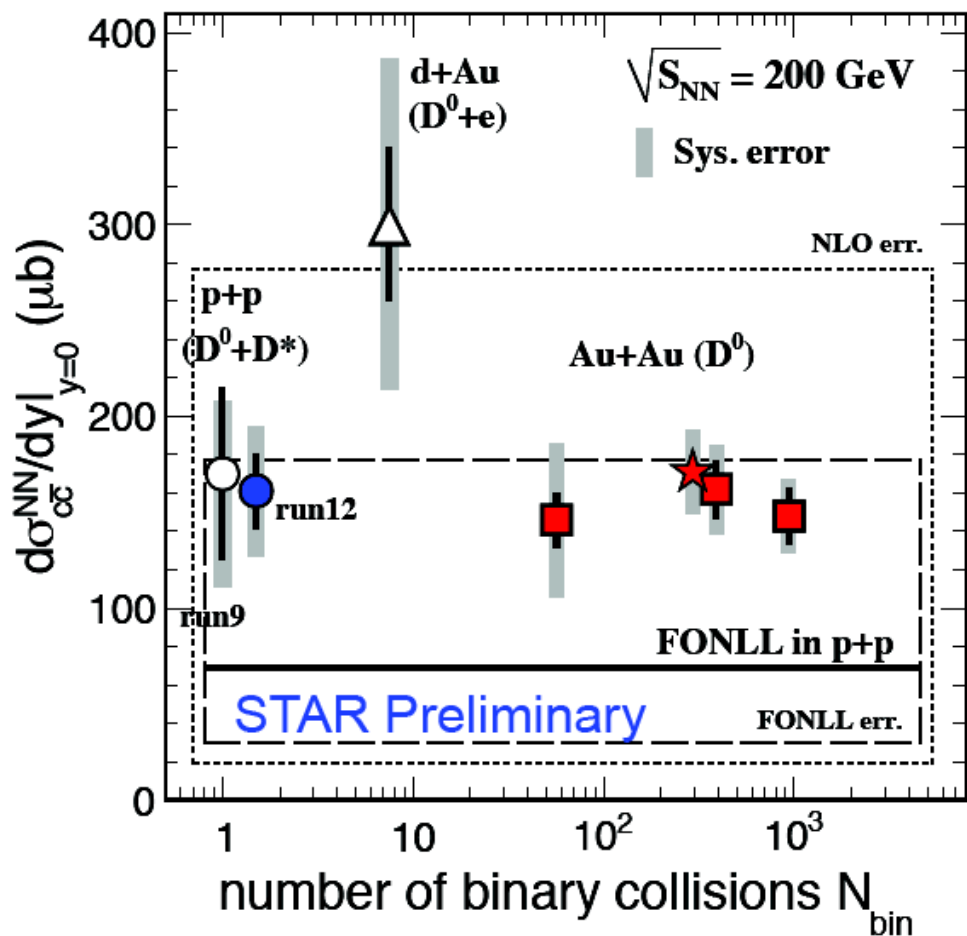 400
300
200
100
0
dσ^NN_cc̅/dy|_y=0 (μb)
d+Au
(D⁰+e)
√S_NN = 200 GeV
Sys. error
NLO err.
p+p
(D⁰+D*)
Au+Au (D⁰)
run12
run9
FONLL in p+p
STAR Preliminary
FONLL err.
1 10 10² 10³
number of binary collisions N_bin